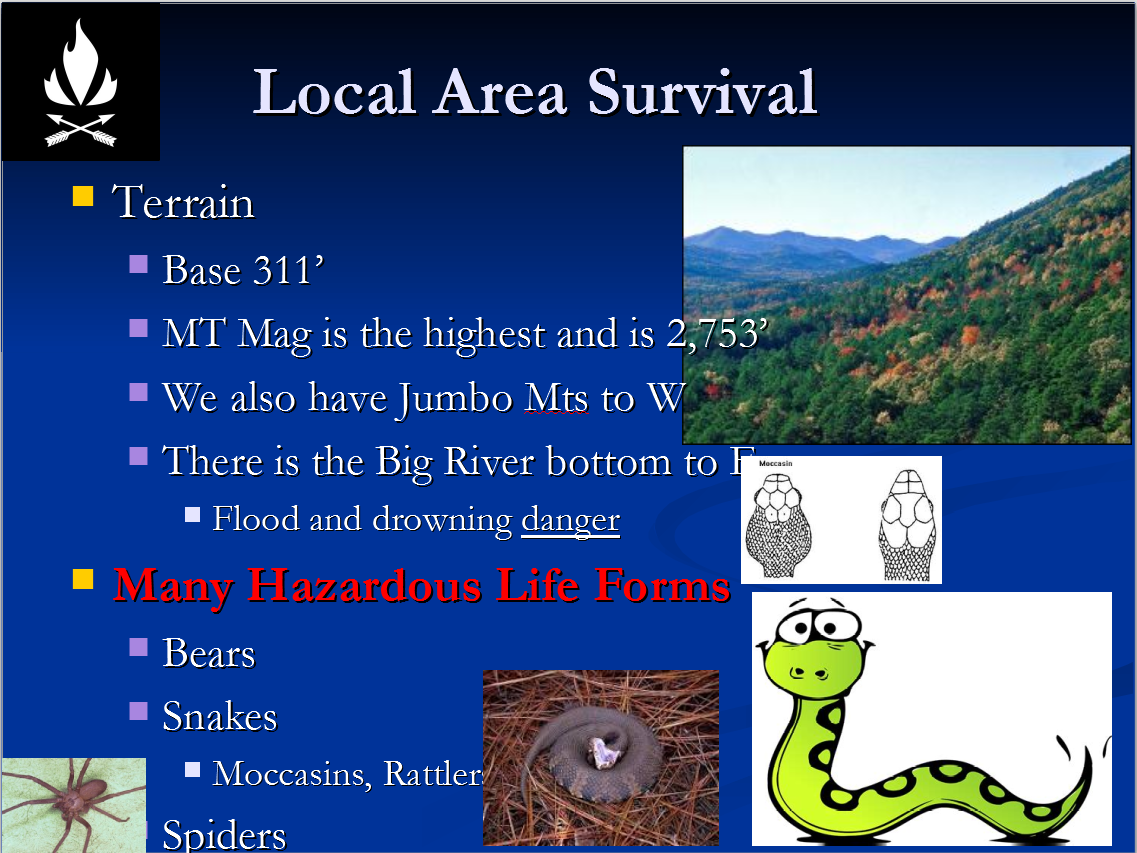 Local Area Survival
Terrain
Base 311’
MT Mag is the highest and is 2,753’
We also have Jumbo Mts to W
There is the Big River bottom to E
Flood and drowning danger
Moccasin
Many Hazardous Life Forms
Bears
Snakes
Moccasins, Rattlers
Spiders